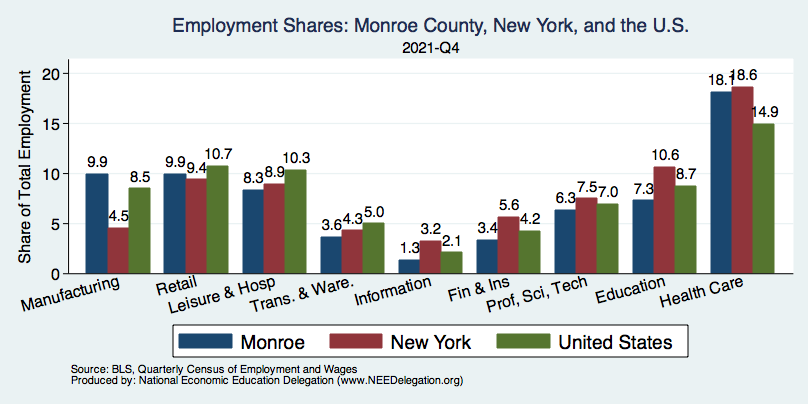 Employment Shares: Monroe County, New York, and the U.S.
2021-Q4
Share of Total Employment
20
15
10
5
0
9.9 4.5 8.5
9.9 9.4 10.7
8.3 8.9 10.3
3.6 4.3 5.0
1.3 3.2 2.1
3.4 5.6 4.2
6.3 7.5 7.0
7.3 10.6 8.7
18.1 18.6 14.9
Manufacturing
Retail
Leisure & Hosp
Trans. & Ware.
Information
Fin & Ins
Prof, Sci, Tech
Education
Health Care
Monroe New York United States
Source: BLS, Quarterly Census of Employment and Wages
Produced by: National Economic Education Delegation (www.NEEDelegation.org)